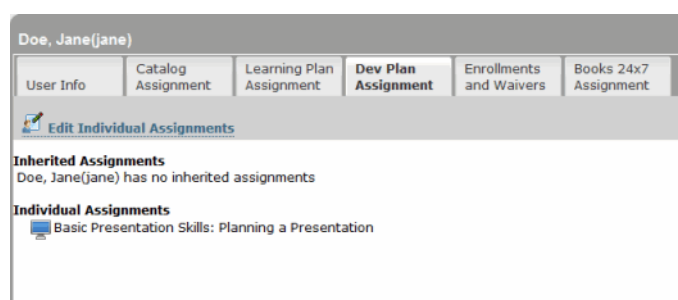 Doe, Jane(jane)
User Info
Catalog
Assignment
Learning Plan
Assignment
Dev Plan
Assignment
Enrollments
and Waivers
Books 24x7
Assignment
Edit Individual Assignments
Inherited Assignments
Doe, Jane(jane) has no inherited assignments
Individual Assignments
Basic Presentation Skills: Planning a Presentation